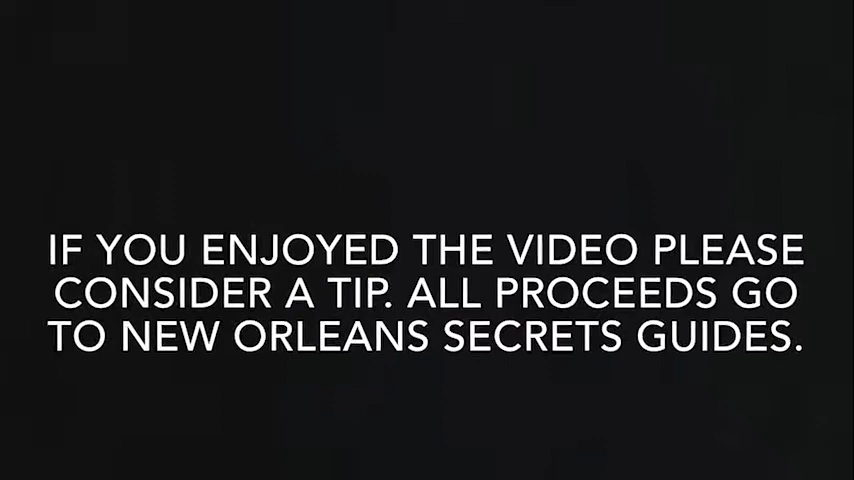 IF YOU ENJOYED THE VIDEO PLEASE
CONSIDER A TIP. ALL PROCEEDS GO
TO NEW ORLEANS SECRETS GUIDES.